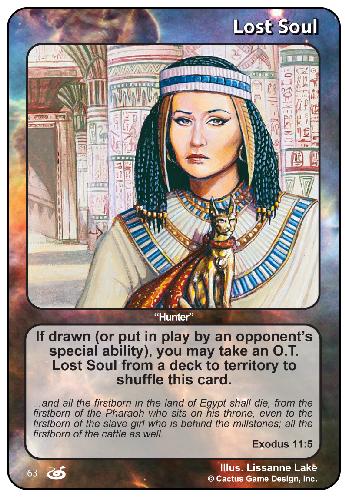 Lost Soul
"Hunter"
If drawn (or put in play by an opponent's
special ability), you may take an O.T.
Lost Soul from a deck to territory to
shuffle this card.
...and all the firstborn in the land of Egypt shall die, from the
firstborn of the Pharaoh who sits on his throne, even to the
firstborn of the slave girl who is behind the millstones; all the
firstborn of the cattle as well.
Exodus 11:5
63
Illus. Lissanne Lake
© Cactus Game Design, Inc.